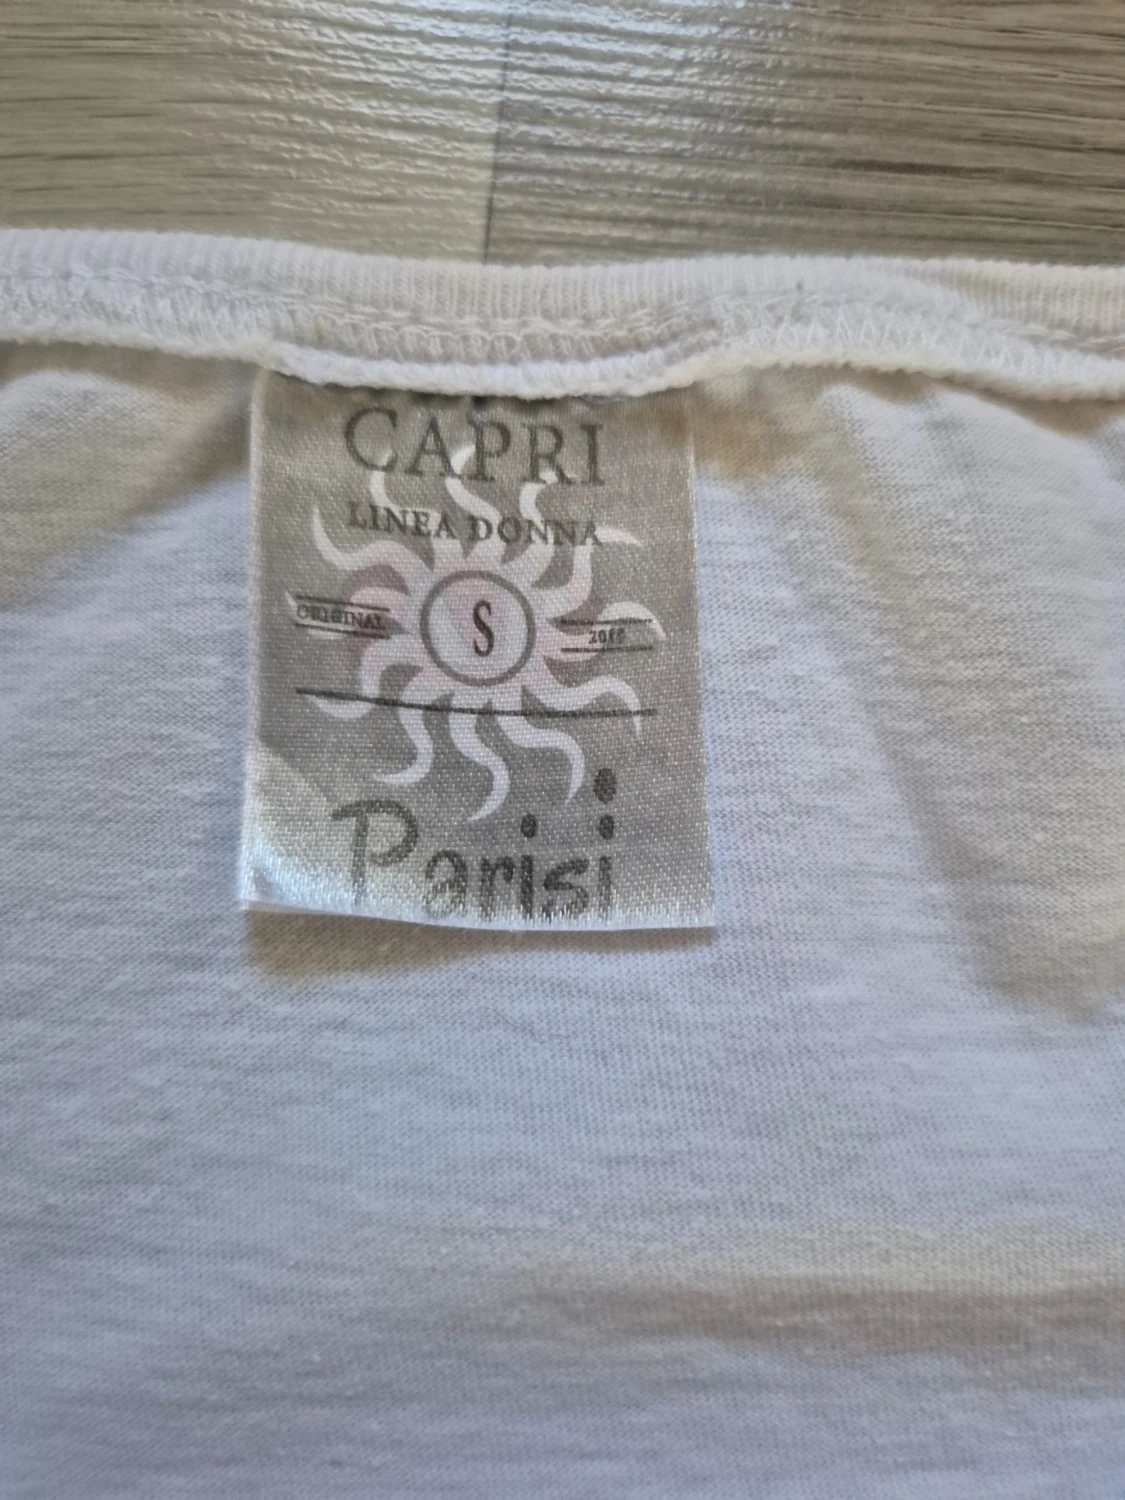 CAPRI
LINEA DONNA
ORIGINAL
S
Parisi